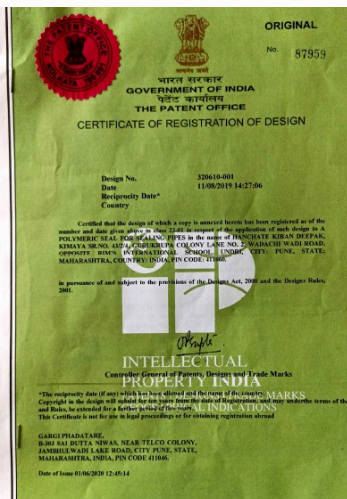 ORIGINAL
No. 87959
THE PATENT OFFICE
सत्यमेव जयते
भारत सरकार
GOVERNMENT OF INDIA
पेटेंट कार्यालय
THE PATENT OFFICE
CERTIFICATE OF REGISTRATION OF DESIGN
Design No. 320610-001
Date 11/08/2019 14:27:06
Reciprocity Date*
Country
Certified that the design of which a copy is annexed hereto has been registered as of the
number and date given above in class 23-01 in respect of the application of such design to A
POLYMERIC SEAL FOR SEALING PIPES in the name of HANCHATE KIRAN DEEPAK,
KIMAYA SR.NO. 43/2/4, GURUKRUPA COLONY LANE NO. 2, WADACHI WADI ROAD,
OPPOSITE RIMS INTERNATIONAL SCHOOL UNDRI, CITY: PUNE, STATE:
MAHARASHTRA, COUNTRY: INDIA, PIN CODE: 411060.
in pursuance of and subject to the provisions of the Designs Act, 2000 and the Designs Rules,
2001.
INTELLECTUAL
Controller General of Patents, Designs and Trade Marks
PROPERTY INDIA
*The reciprocity date (if any) which has been allowed and the name of the country.
Copyright in the design will subsist for ten years from the date of Registration, and may under the terms of the
and Rules, be extended for a further period of five years.
This Certificate is not for use in legal proceedings or for obtaining registration abroad
GARGI PHADATARE,
B-303 SAI DUTTA NIWAS, NEAR TELCO COLONY,
JAMBHULWADI LAKE ROAD, CITY PUNE, STATE,
MAHARASHTRA, INDIA, PIN CODE 411046.
Date of Issue 01/06/2020 12:45:14